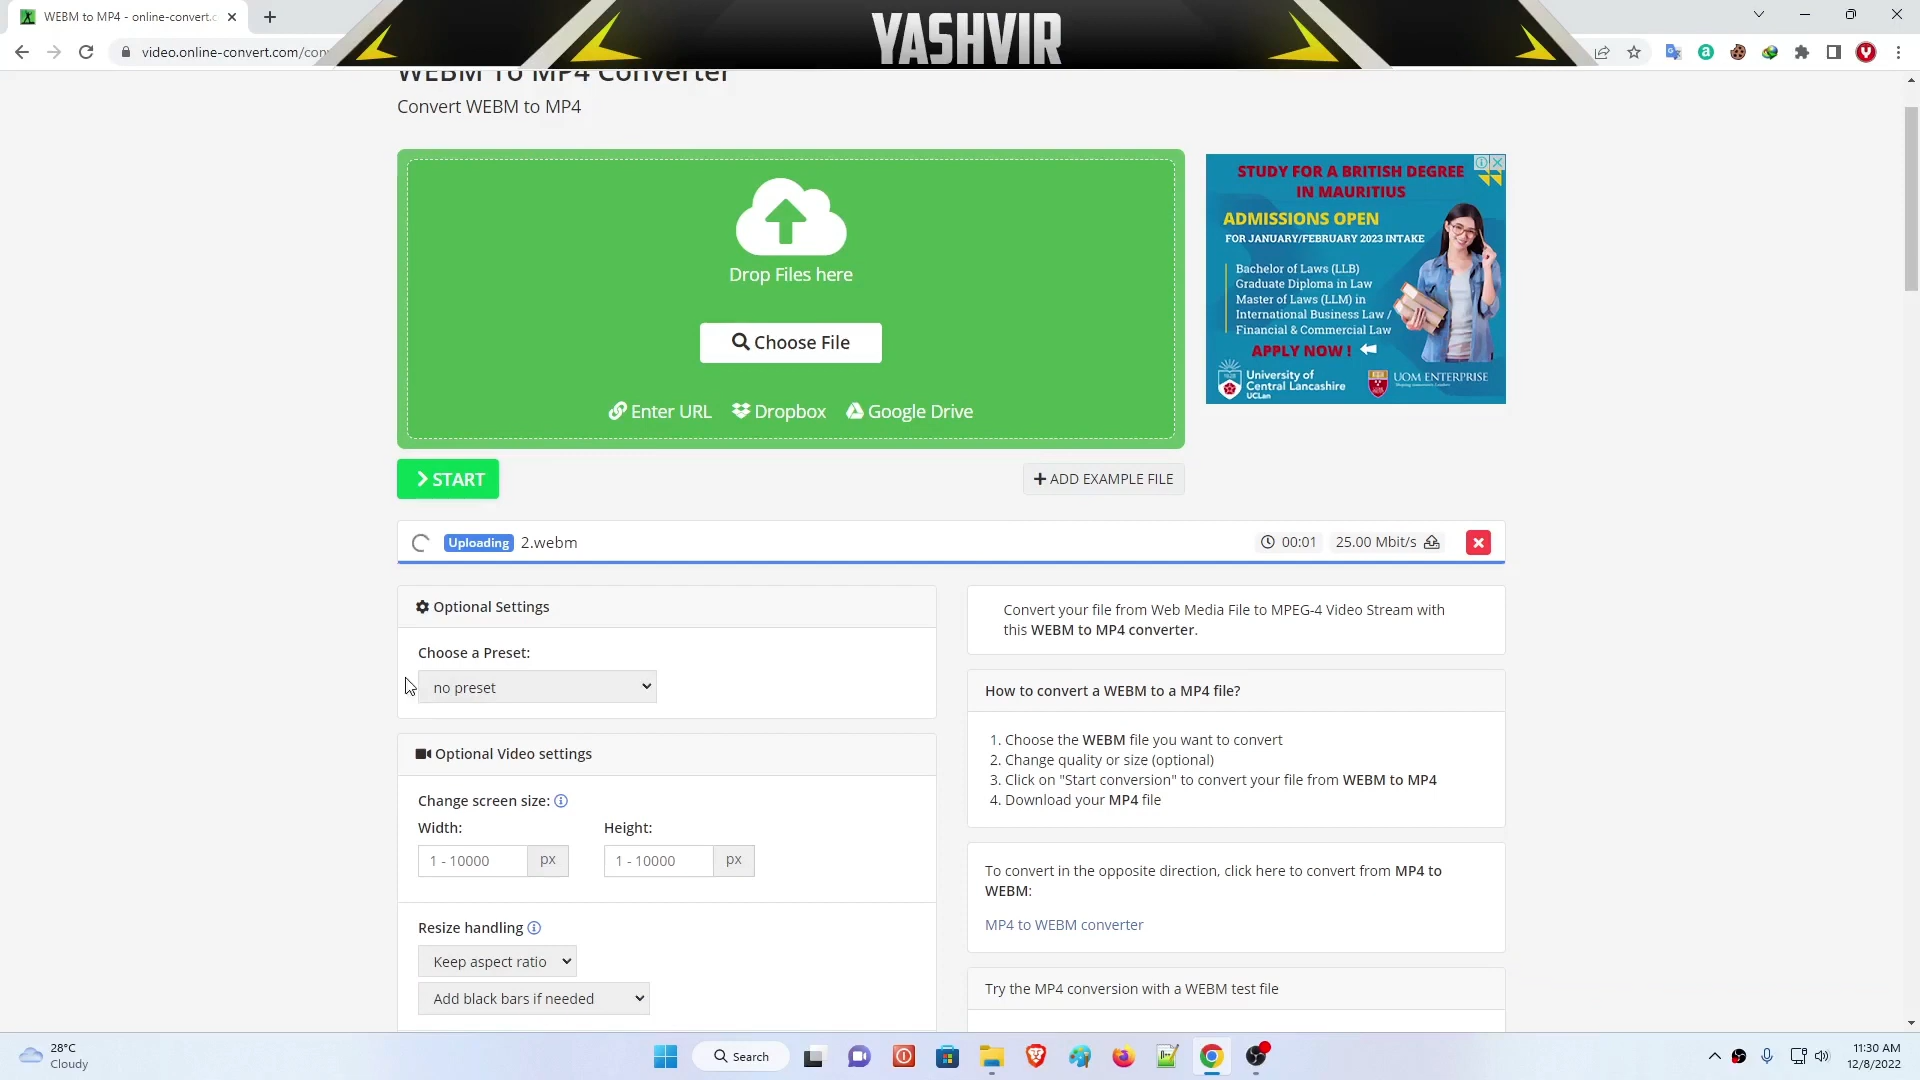 WEBM to MP4 - online-convert.c
video.online-convert.com/con
YASHVIR
WEBM To MP4 Converter
Convert WEBM to MP4
Drop Files here
Choose File
Enter URL
Dropbox
Google Drive
STUDY FOR A BRITISH DEGREE
IN MAURITIUS
ADMISSIONS OPEN
FOR JANUARY/FEBRUARY 2023 INTAKE
Bachelor of Laws (LLB)
Graduate Diploma in Law
Master of Laws (LLM) in
International Business Law /
Financial & Commercial Law
APPLY NOW !
University of
Central Lancashire
UCLan
UOM ENTERPRISE
START
+ ADD EXAMPLE FILE
Uploading 2.webm
00:01
25.00 Mbit/s
Optional Settings
Choose a Preset:
no preset
Optional Video settings
Change screen size:
Width:
Height:
1 - 10000 px
1 - 10000 px
Resize handling
Keep aspect ratio
Add black bars if needed
Convert your file from Web Media File to MPEG-4 Video Stream with
this WEBM to MP4 converter.
How to convert a WEBM to a MP4 file?
1. Choose the WEBM file you want to convert
2. Change quality or size (optional)
3. Click on "Start conversion" to convert your file from WEBM to MP4
4. Download your MP4 file
To convert in the opposite direction, click here to convert from MP4 to
WEBM:
MP4 to WEBM converter
Try the MP4 conversion with a WEBM test file
28°C
Cloudy
Search
11:30 AM
12/8/2022